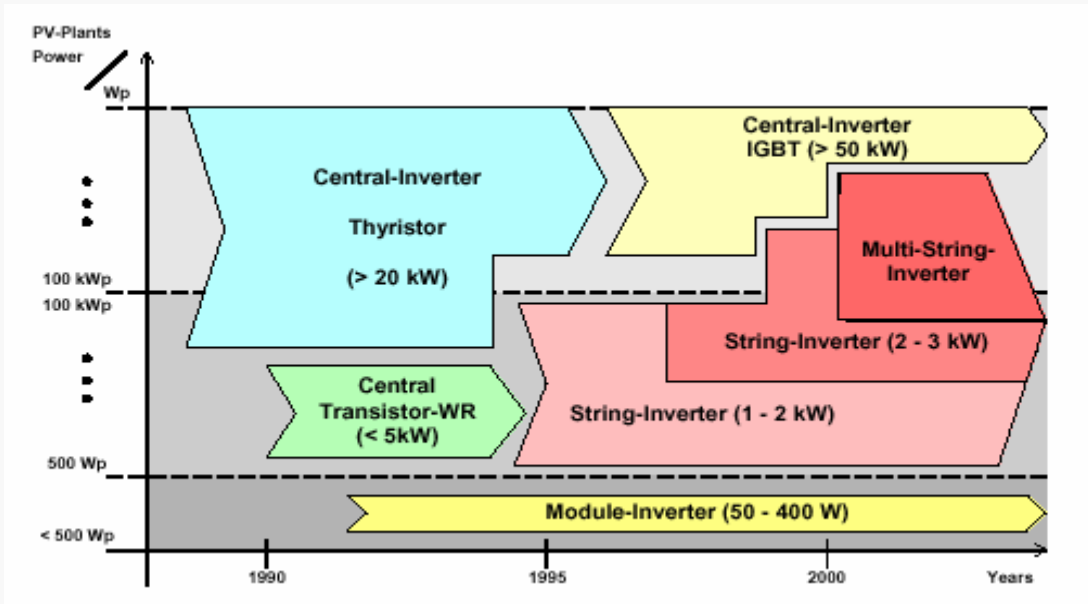 PV-Plants
Power
Wp
Central-Inverter
IGBT (> 50 kW)
Central-Inverter
Thyristor
(> 20 kW)
Multi-String-
Inverter
100 kWp
100 kWp
String-Inverter (2 - 3 kW)
Central
Transistor-WR
(< 5kW)
String-Inverter (1 - 2 kW)
500 Wp
Module-Inverter (50 - 400 W)
< 500 Wp
1990
1995
2000
Years